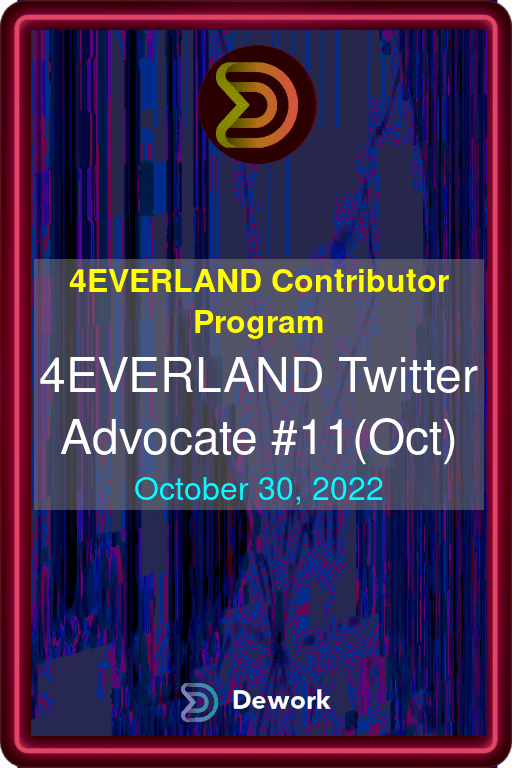 4EVERLAND Contributor
Program
4EVERLAND Twitter
Advocate #11(Oct)
October 30, 2022
Dework